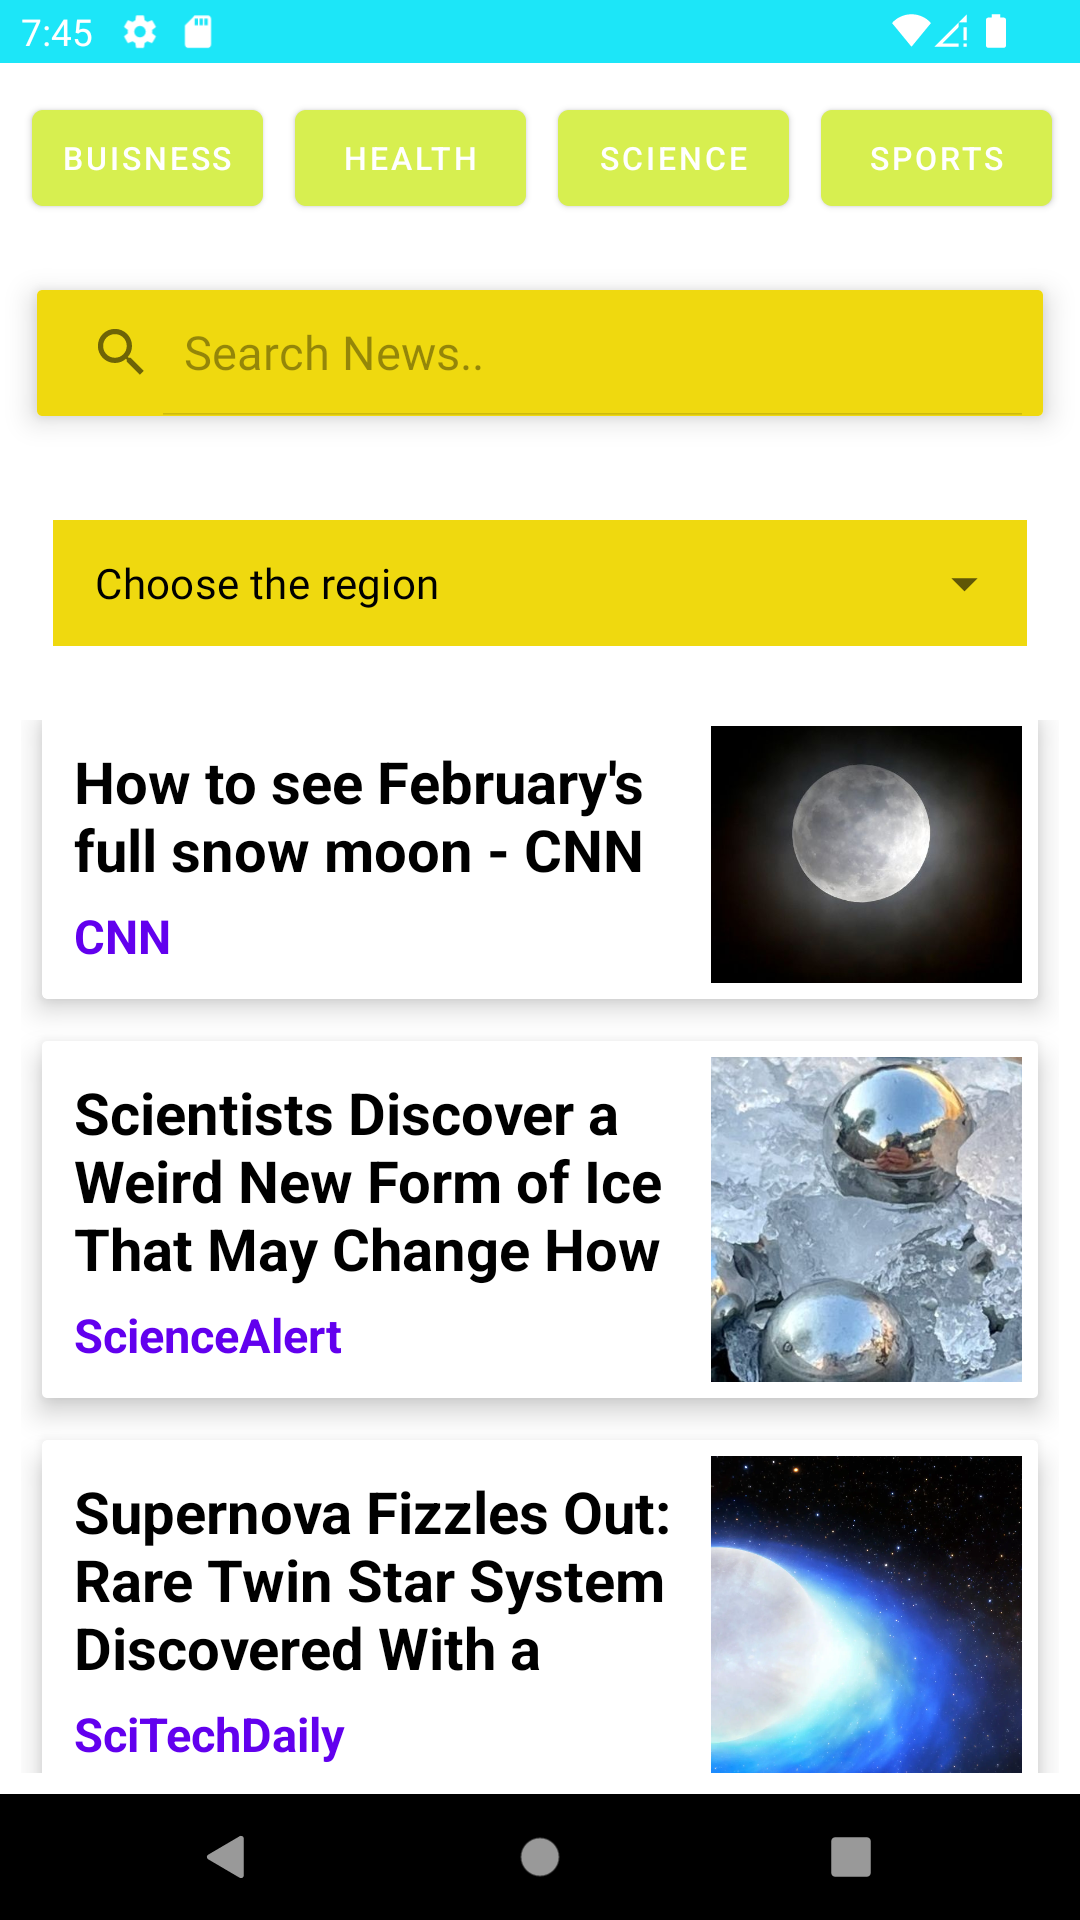 7:45
BUISNESS HEALTH SCIENCE SPORTS
Search News..
Choose the region
How to see February's
full snow moon - CNN
CNN
Scientists Discover a
Weird New Form of Ice
That May Change How
ScienceAlert
Supernova Fizzles Out:
Rare Twin Star System
Discovered With a
SciTechDaily